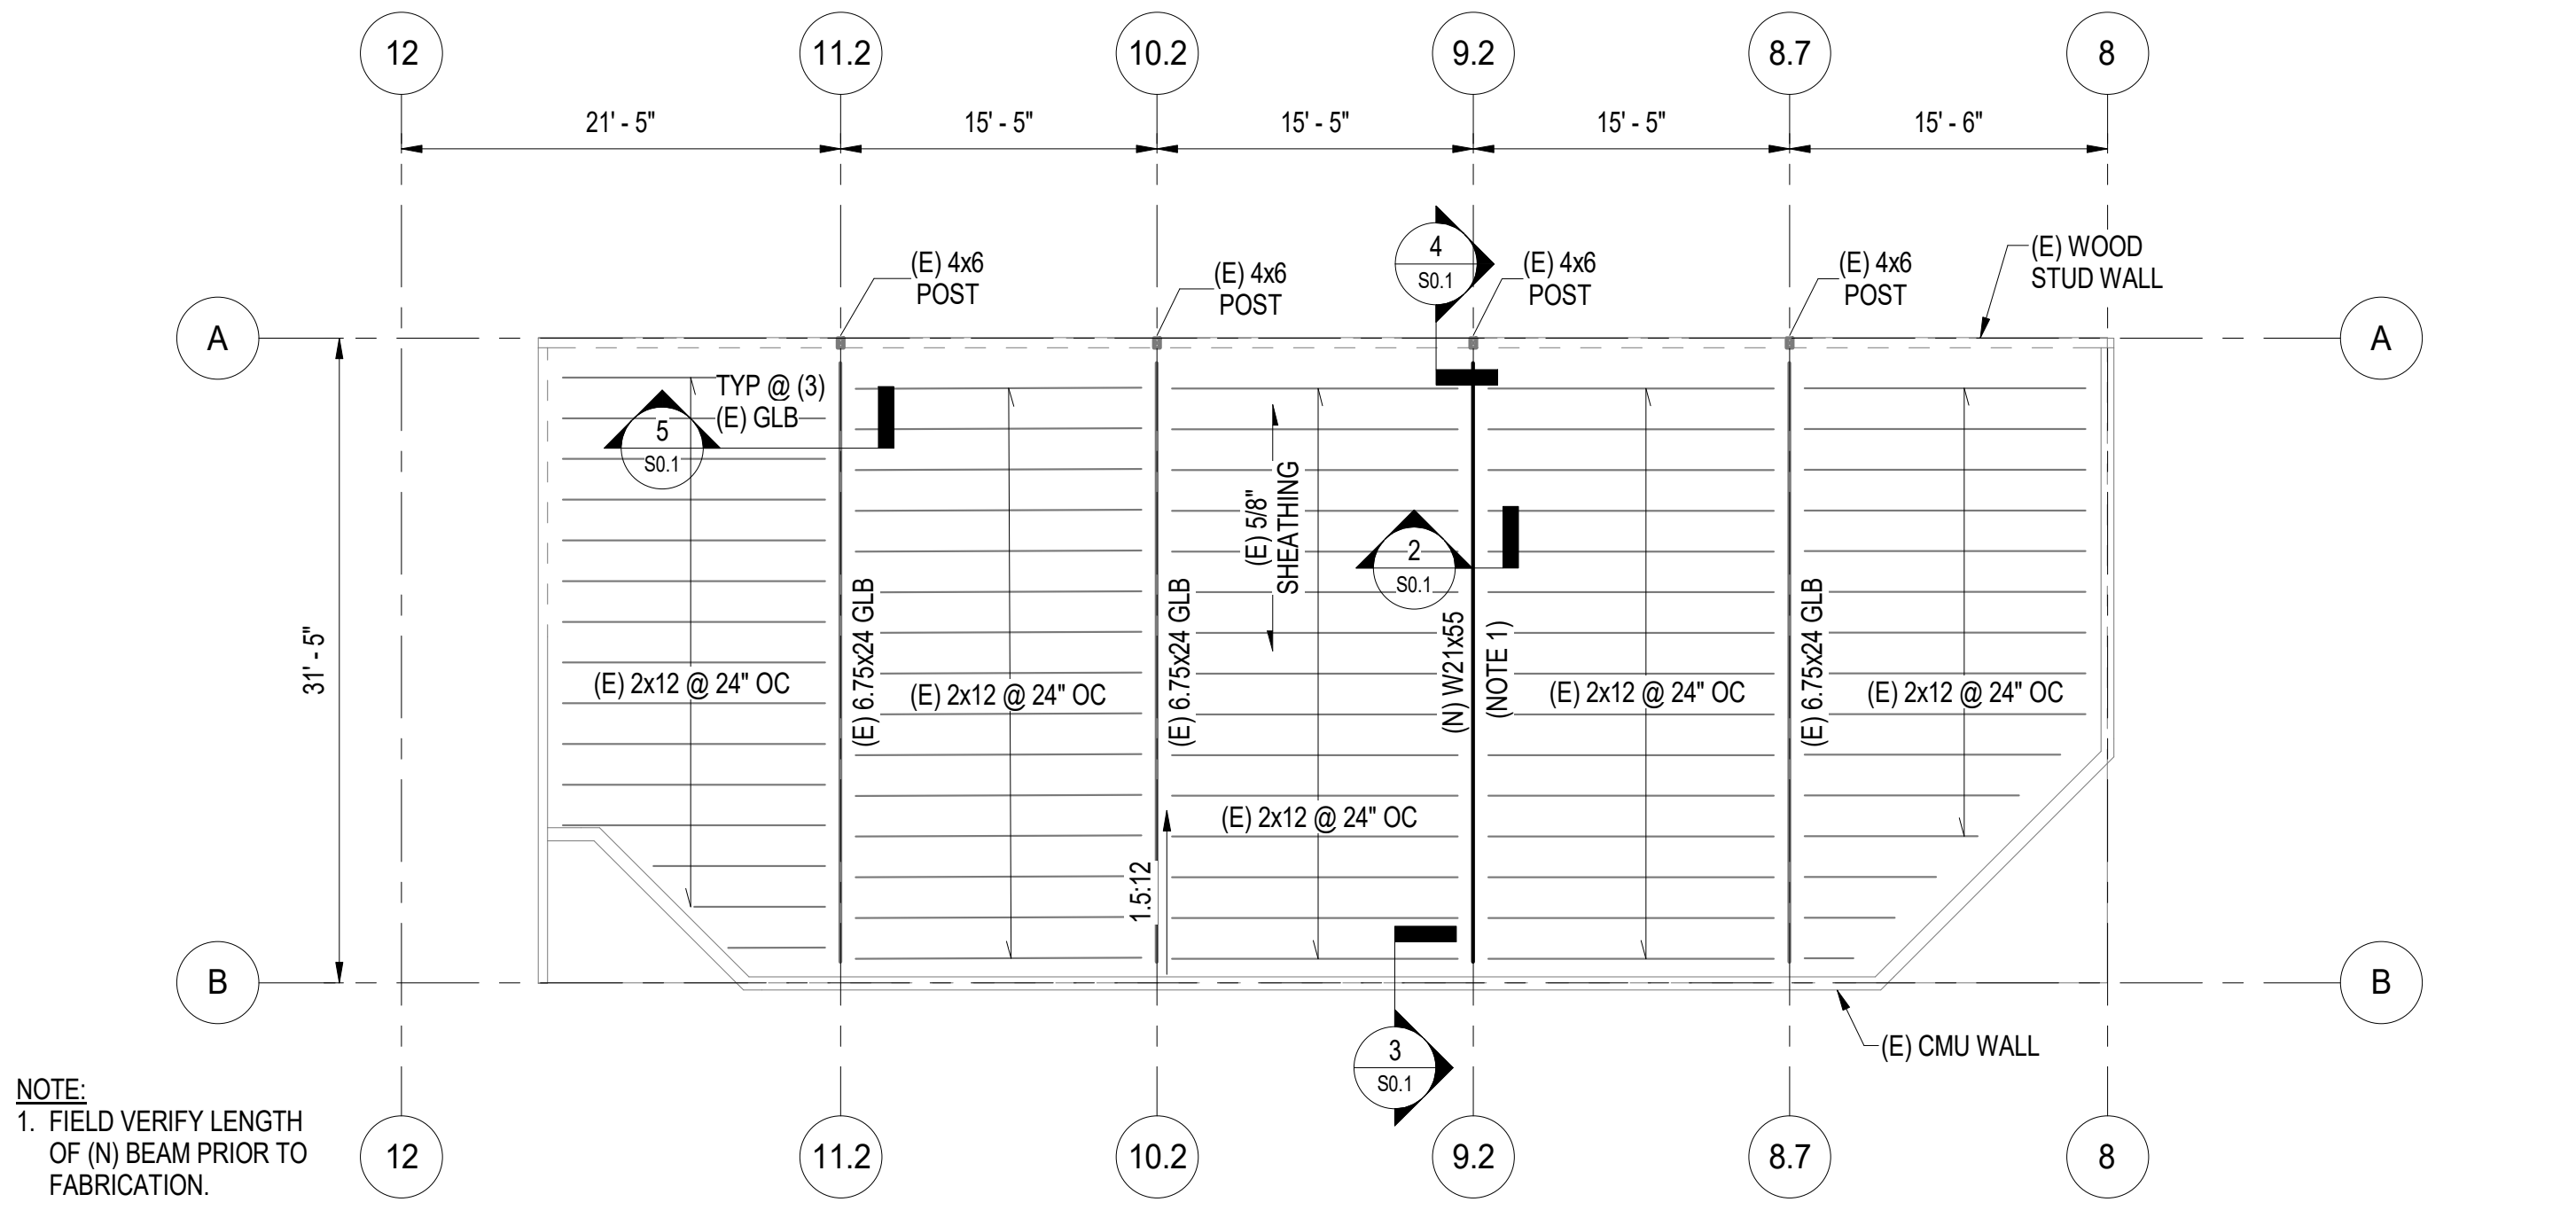 12
11.2
10.2
9.2
8.7
8
21' - 5"
15' - 5"
15' - 5"
15' - 5"
15' - 6"
(E) 4x6
POST
(E) 4x6
POST
4
S0.1
(E) 4x6
POST
(E) 4x6
POST
(E) WOOD
STUD WALL
A
A
TYP @ (3)
(E) GLB
5
S0.1
31' - 5"
(E) 5/8"
SHEATHING
2
S0.1
(E) 2x12 @ 24" OC
(E) 6.75x24 GLB
(E) 2x12 @ 24" OC
(E) 6.75x24 GLB
(E) 2x12 @ 24" OC
(N) W21x55
(NOTE 1)
(E) 2x12 @ 24" OC
(E) 6.75x24 GLB
(E) 2x12 @ 24" OC
1.5:12
B
B
3
S0.1
(E) CMU WALL
NOTE:
1. FIELD VERIFY LENGTH
OF (N) BEAM PRIOR TO
FABRICATION.
12
11.2
10.2
9.2
8.7
8